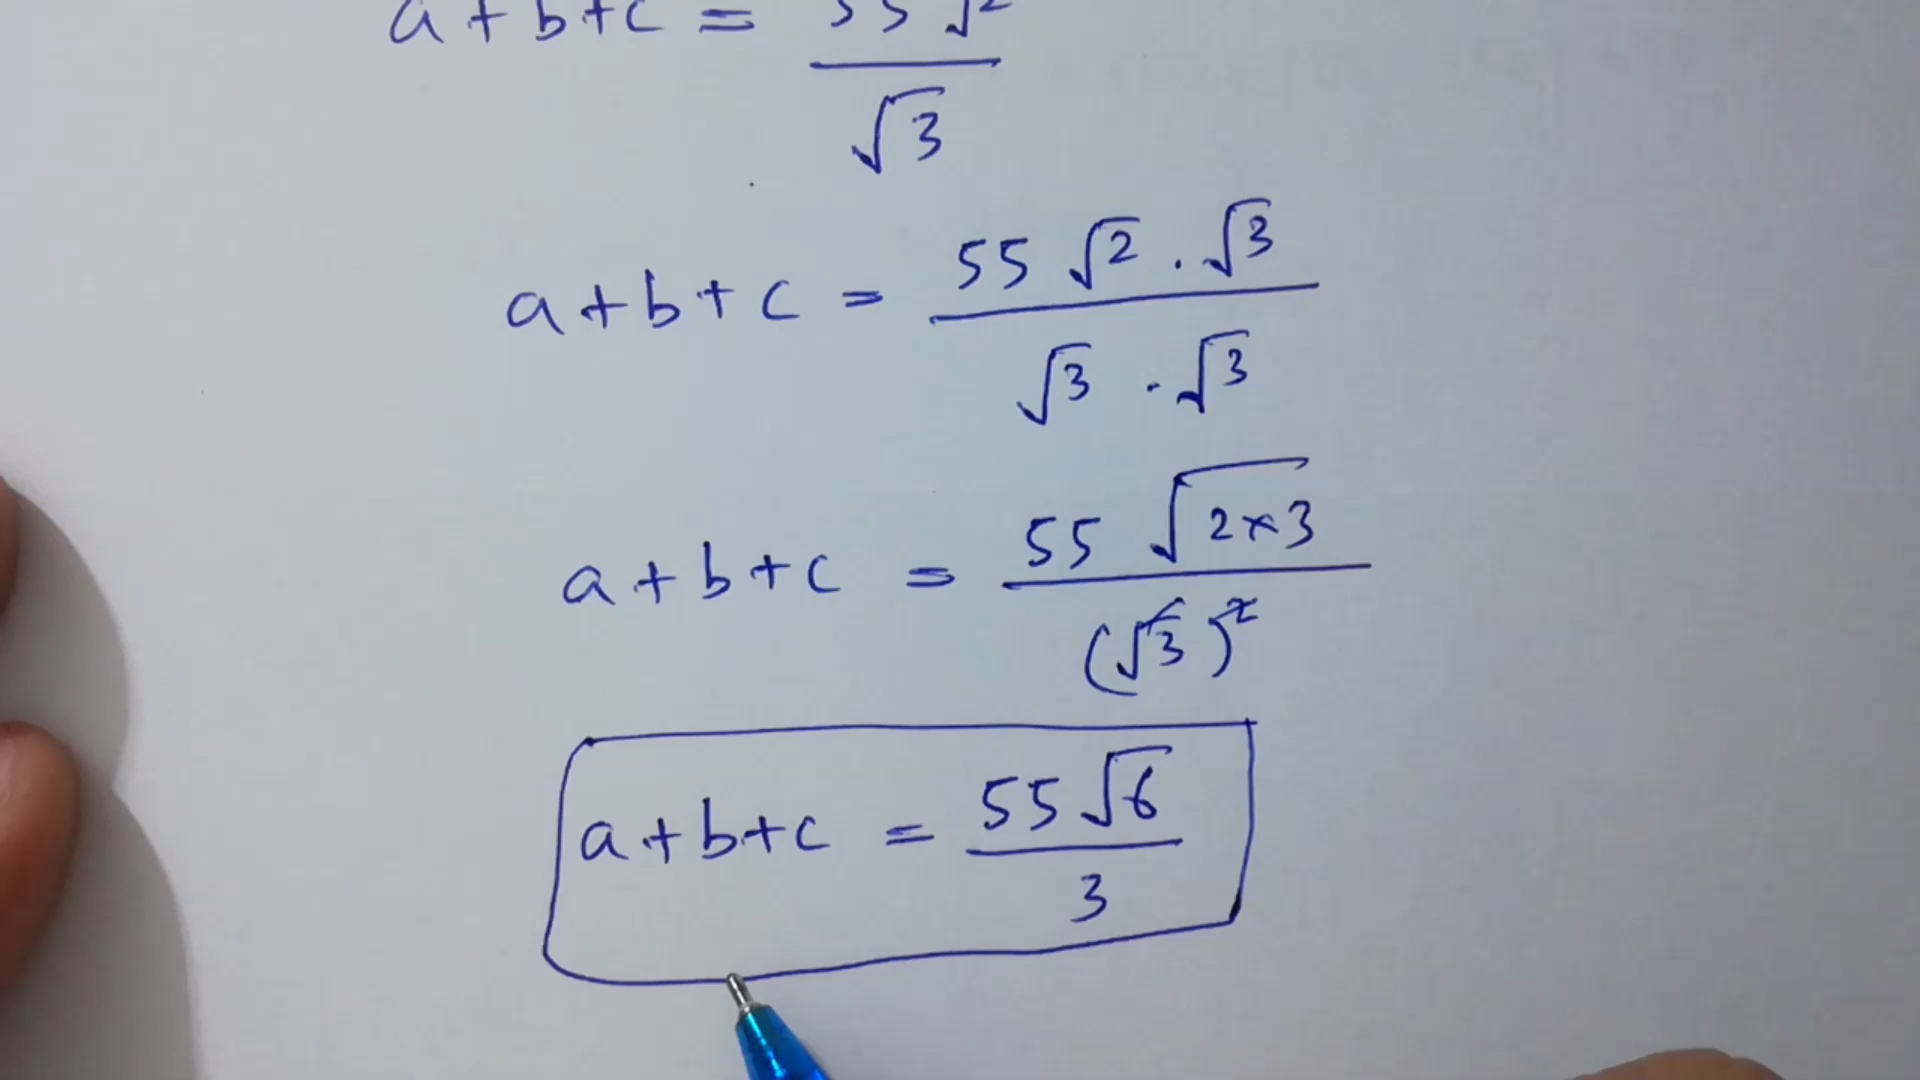 a + b + c = 55 √2 / √3
a + b + c = 55 √2 . √3 / √3 . √3
a + b + c = 55 √2×3 / (√3)²
a + b + c = 55 √6 / 3